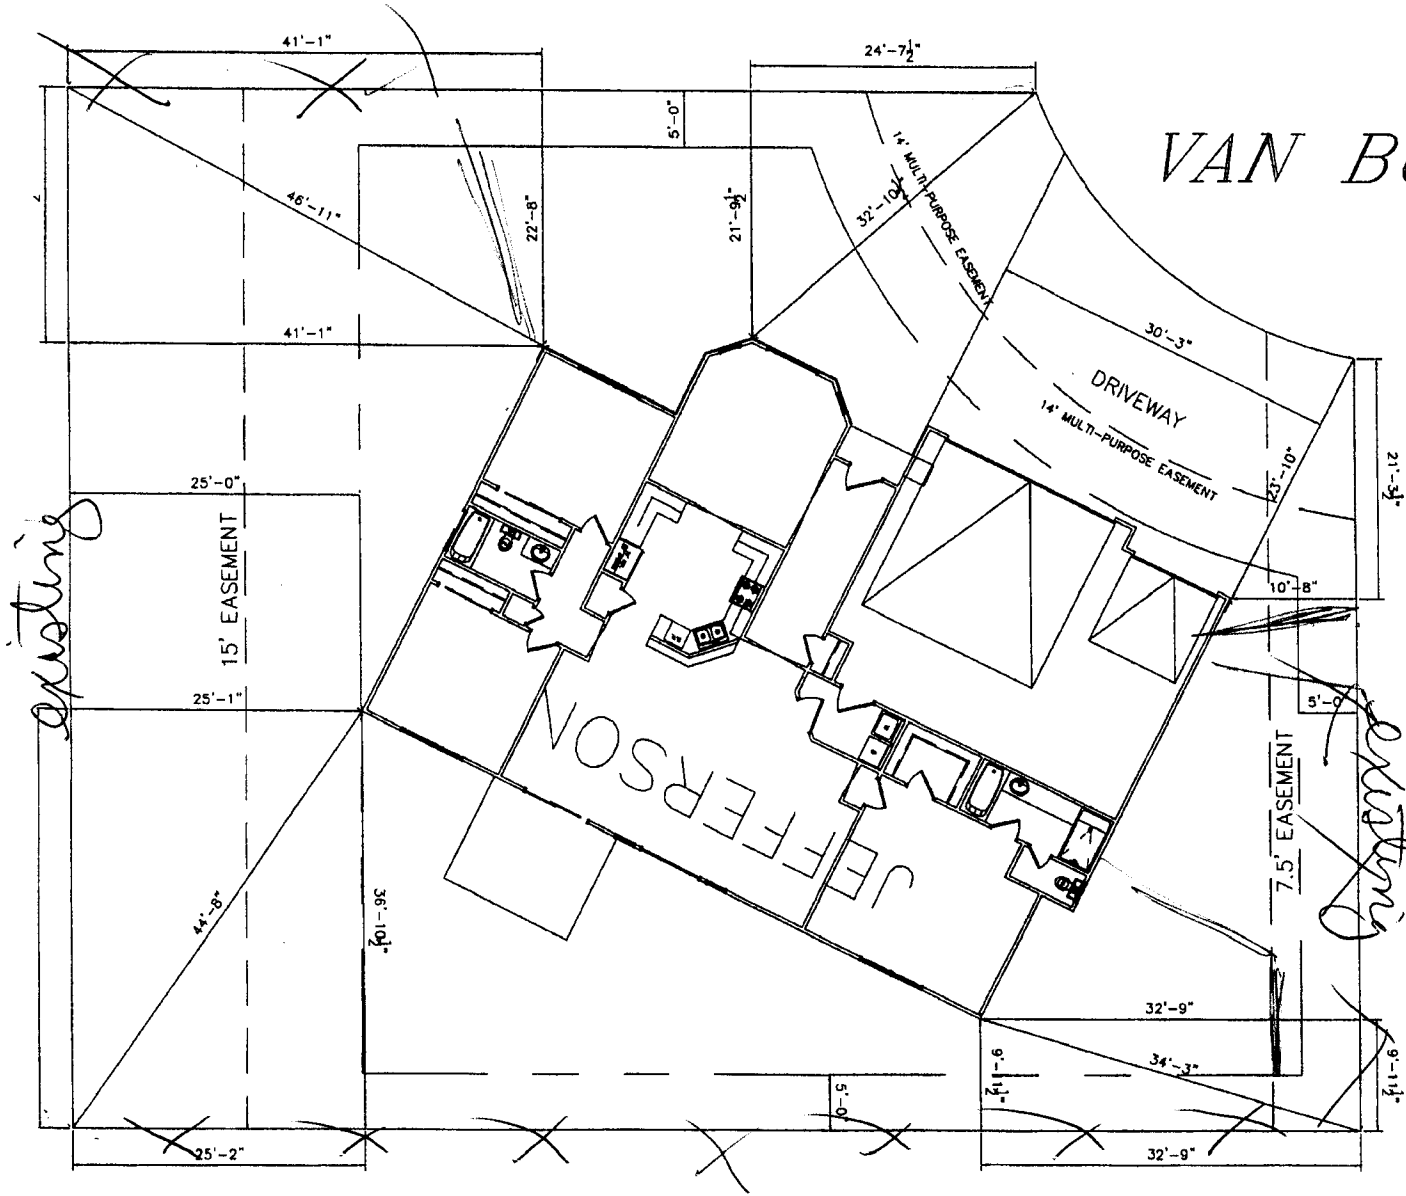 41'-1"
24'-7½"
VAN B
5'-0"
14' MULTI-PURPOSE EASEMENT
46'-11"
22'-8"
21'-9½"
32'-10½"
41'-1"
30'-3"
DRIVEWAY
14' MULTI-PURPOSE EASEMENT
23'-10"
21'-3½"
25'-0"
existing
15' EASEMENT
10'-8"
25'-1"
5'-0
JEFFERSON
7.5' EASEMENT
existing
44'-8"
36'-10½"
32'-9"
34'-3"
9'-11½"
9'-11½"
5'-0
25'-2"
32'-9"